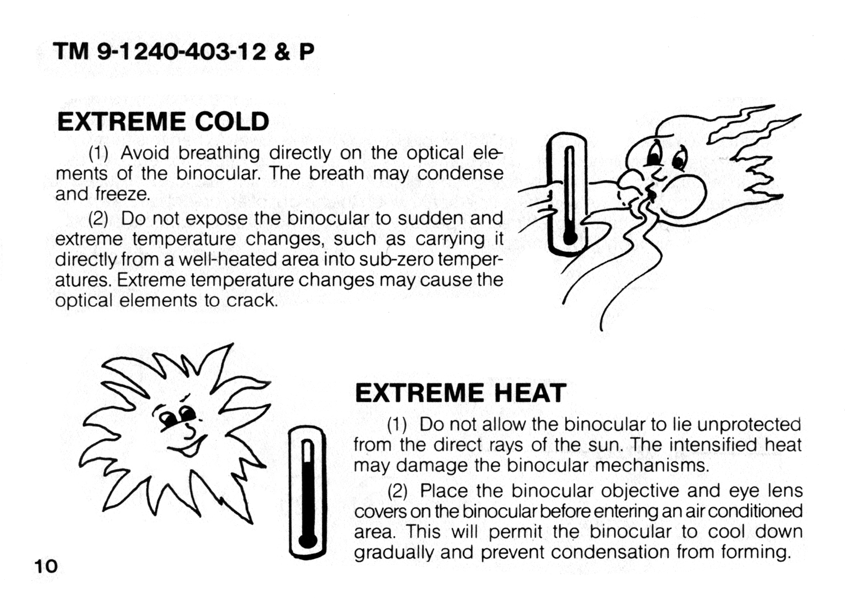 TM 9-1240-403-12 & P
EXTREME COLD
(1) Avoid breathing directly on the optical ele-
ments of the binocular. The breath may condense
and freeze.
(2) Do not expose the binocular to sudden and
extreme temperature changes, such as carrying it
directly from a well-heated area into sub-zero temper-
atures. Extreme temperature changes may cause the
optical elements to crack.
EXTREME HEAT
(1) Do not allow the binocular to lie unprotected
from the direct rays of the sun. The intensified heat
may damage the binocular mechanisms.
(2) Place the binocular objective and eye lens
covers on the binocular before entering an air conditioned
area. This will permit the binocular to cool down
gradually and prevent condensation from forming.
10